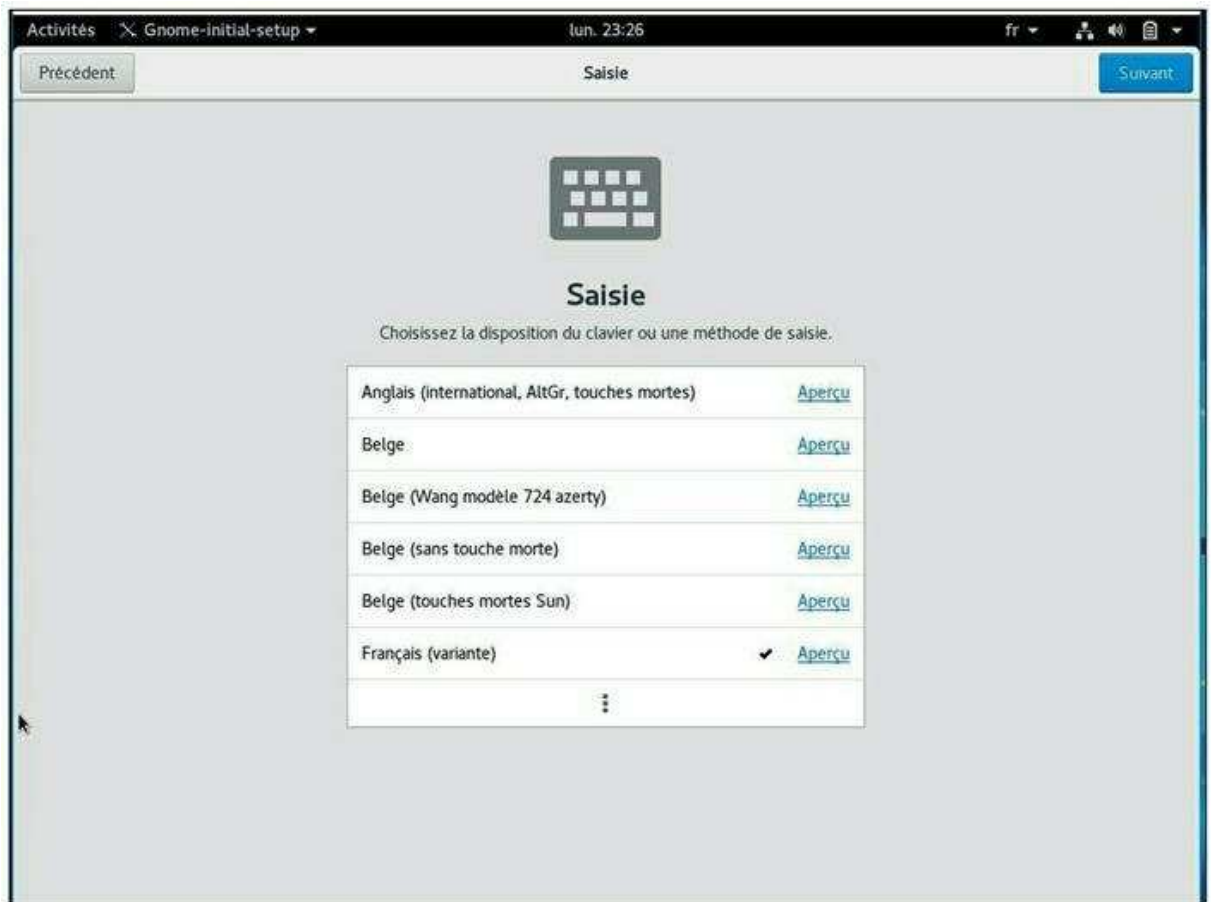 Activités Gnome-initial-setup lun. 23:26 fr
Précédent Saisie Suivant
Saisie
Choisissez la disposition du clavier ou une méthode de saisie.
Anglais (international, AltGr, touches mortes) Aperçu
Belge Aperçu
Belge (Wang modèle 724 azerty) Aperçu
Belge (sans touche morte) Aperçu
Belge (touches mortes Sun) Aperçu
Français (variante) Aperçu